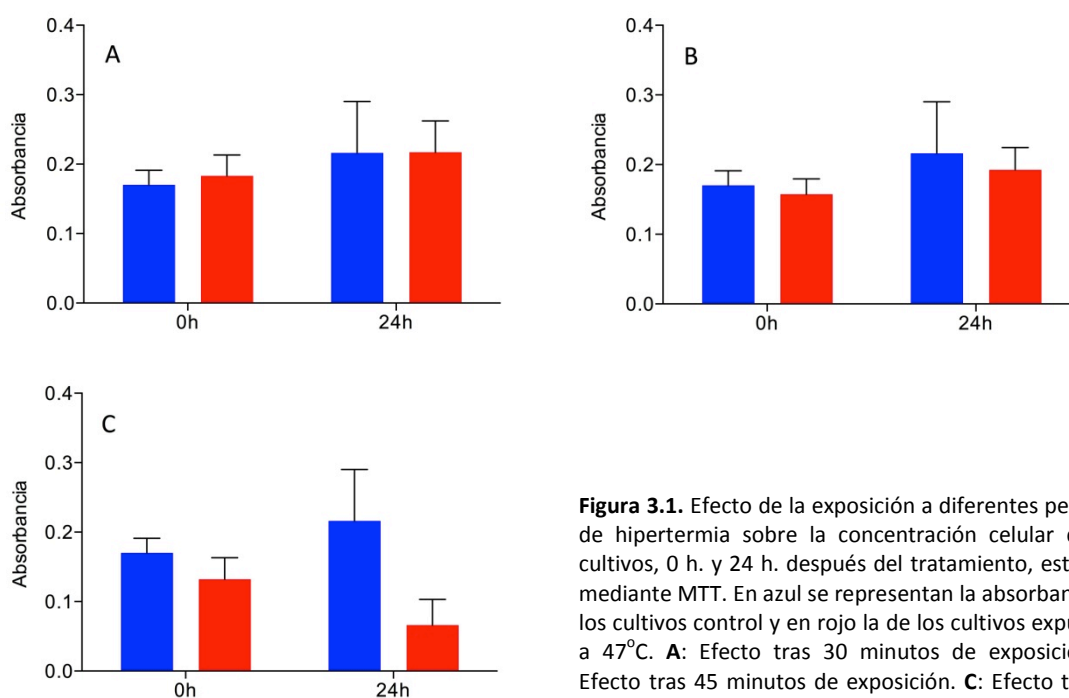 0.4
A
0.3
Absorbancia
0.2
0.1
0.0
0h
24h
0.4
B
0.3
Absorbancia
0.2
0.1
0.0
0h
24h
0.4
C
0.3
Absorbancia
0.2
0.1
0.0
0h
24h
Figura 3.1. Efecto de la exposición a diferentes pe
de hipertermia sobre la concentración celular
cultivos, 0 h. y 24 h. después del tratamiento, est
mediante MTT. En azul se representan la absorban
los cultivos control y en rojo la de los cultivos expu
a 47°C. A: Efecto tras 30 minutos de exposició
Efecto tras 45 minutos de exposición. C: Efecto t